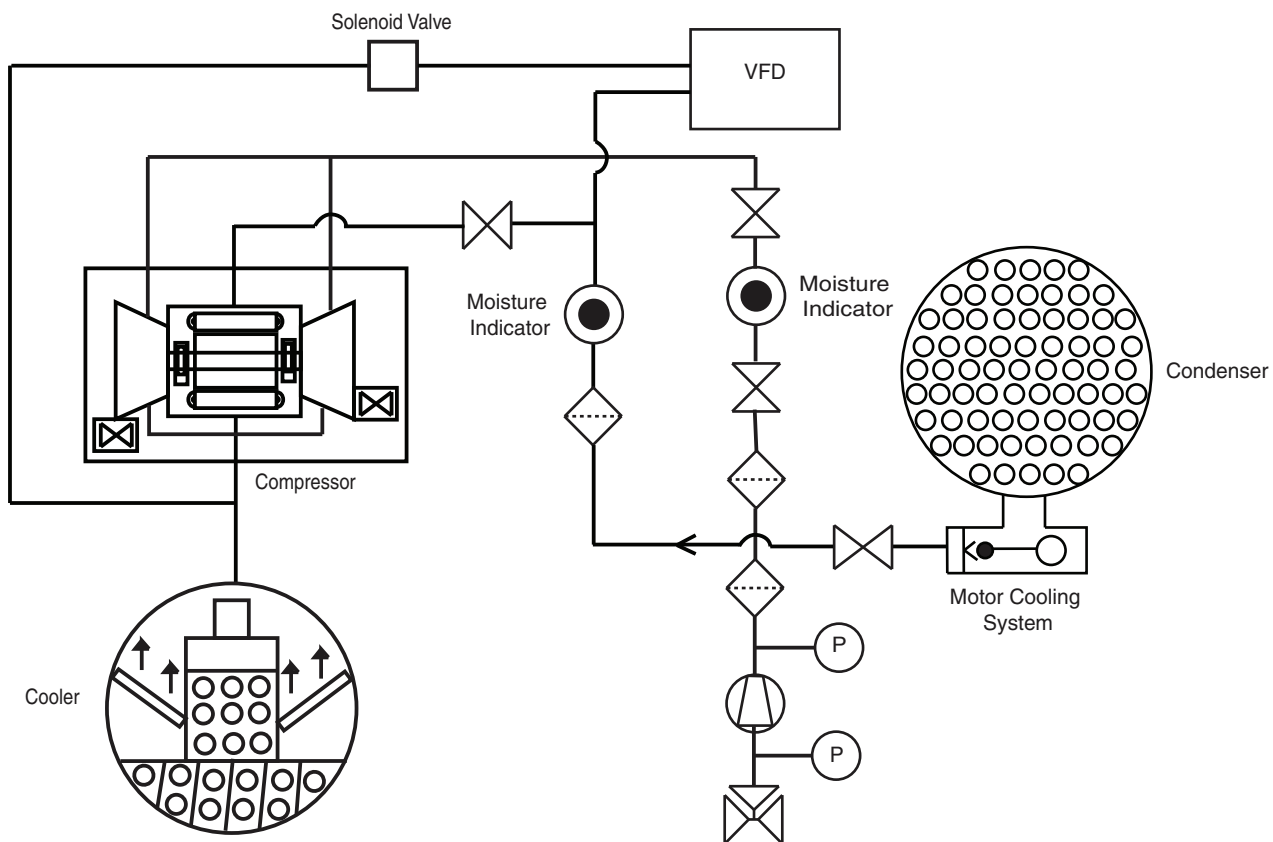 Solenoid Valve
VFD
Moisture
Indicator
Moisture
Indicator
Condenser
Compressor
Motor Cooling
System
P
Cooler
P